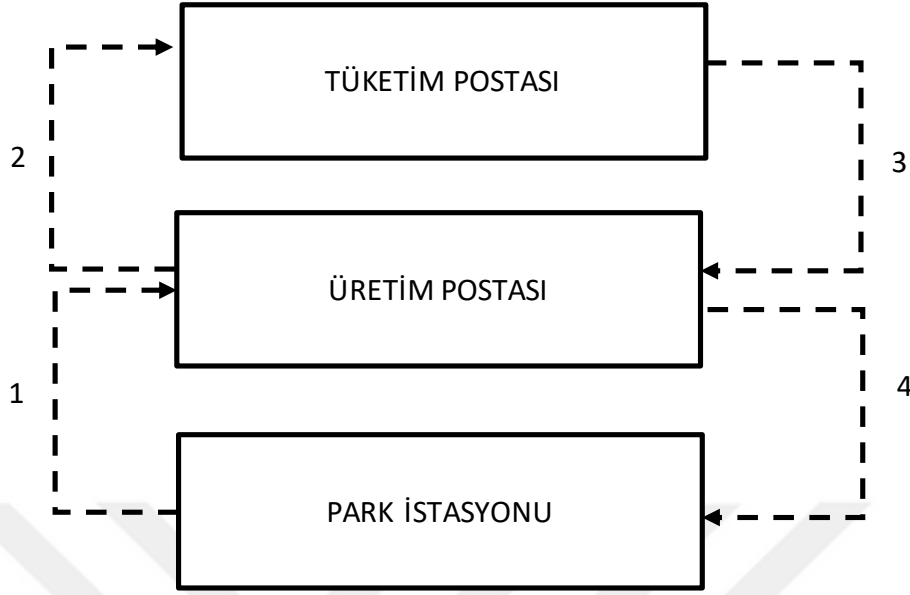 TÜKETİM POSTASI
2
3
ÜRETİM POSTASI
1
4
PARK İSTASYONU